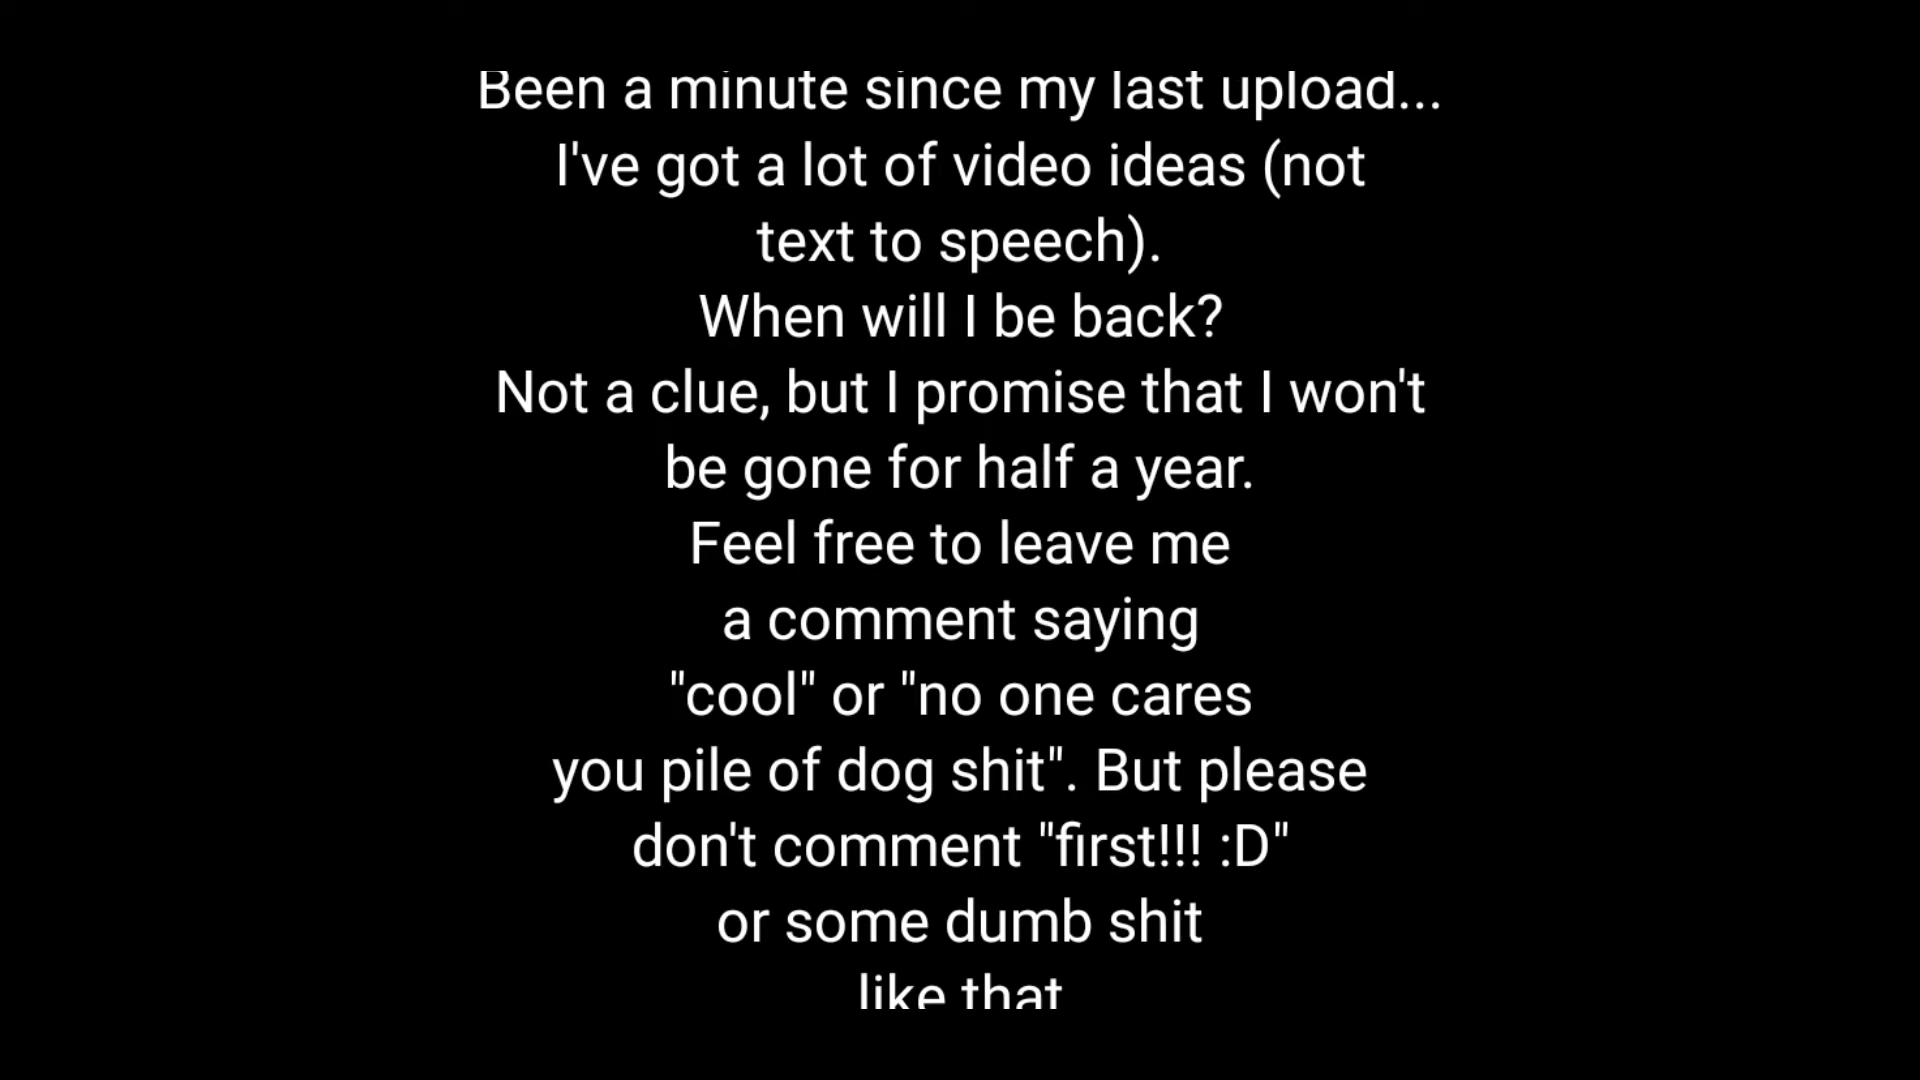 Been a minute since my last upload...
I've got a lot of video ideas (not
text to speech).
When will I be back?
Not a clue, but I promise that I won't
be gone for half a year.
Feel free to leave me
a comment saying
"cool" or "no one cares
you pile of dog shit". But please
don't comment "first!!! :D"
or some dumb shit
like that